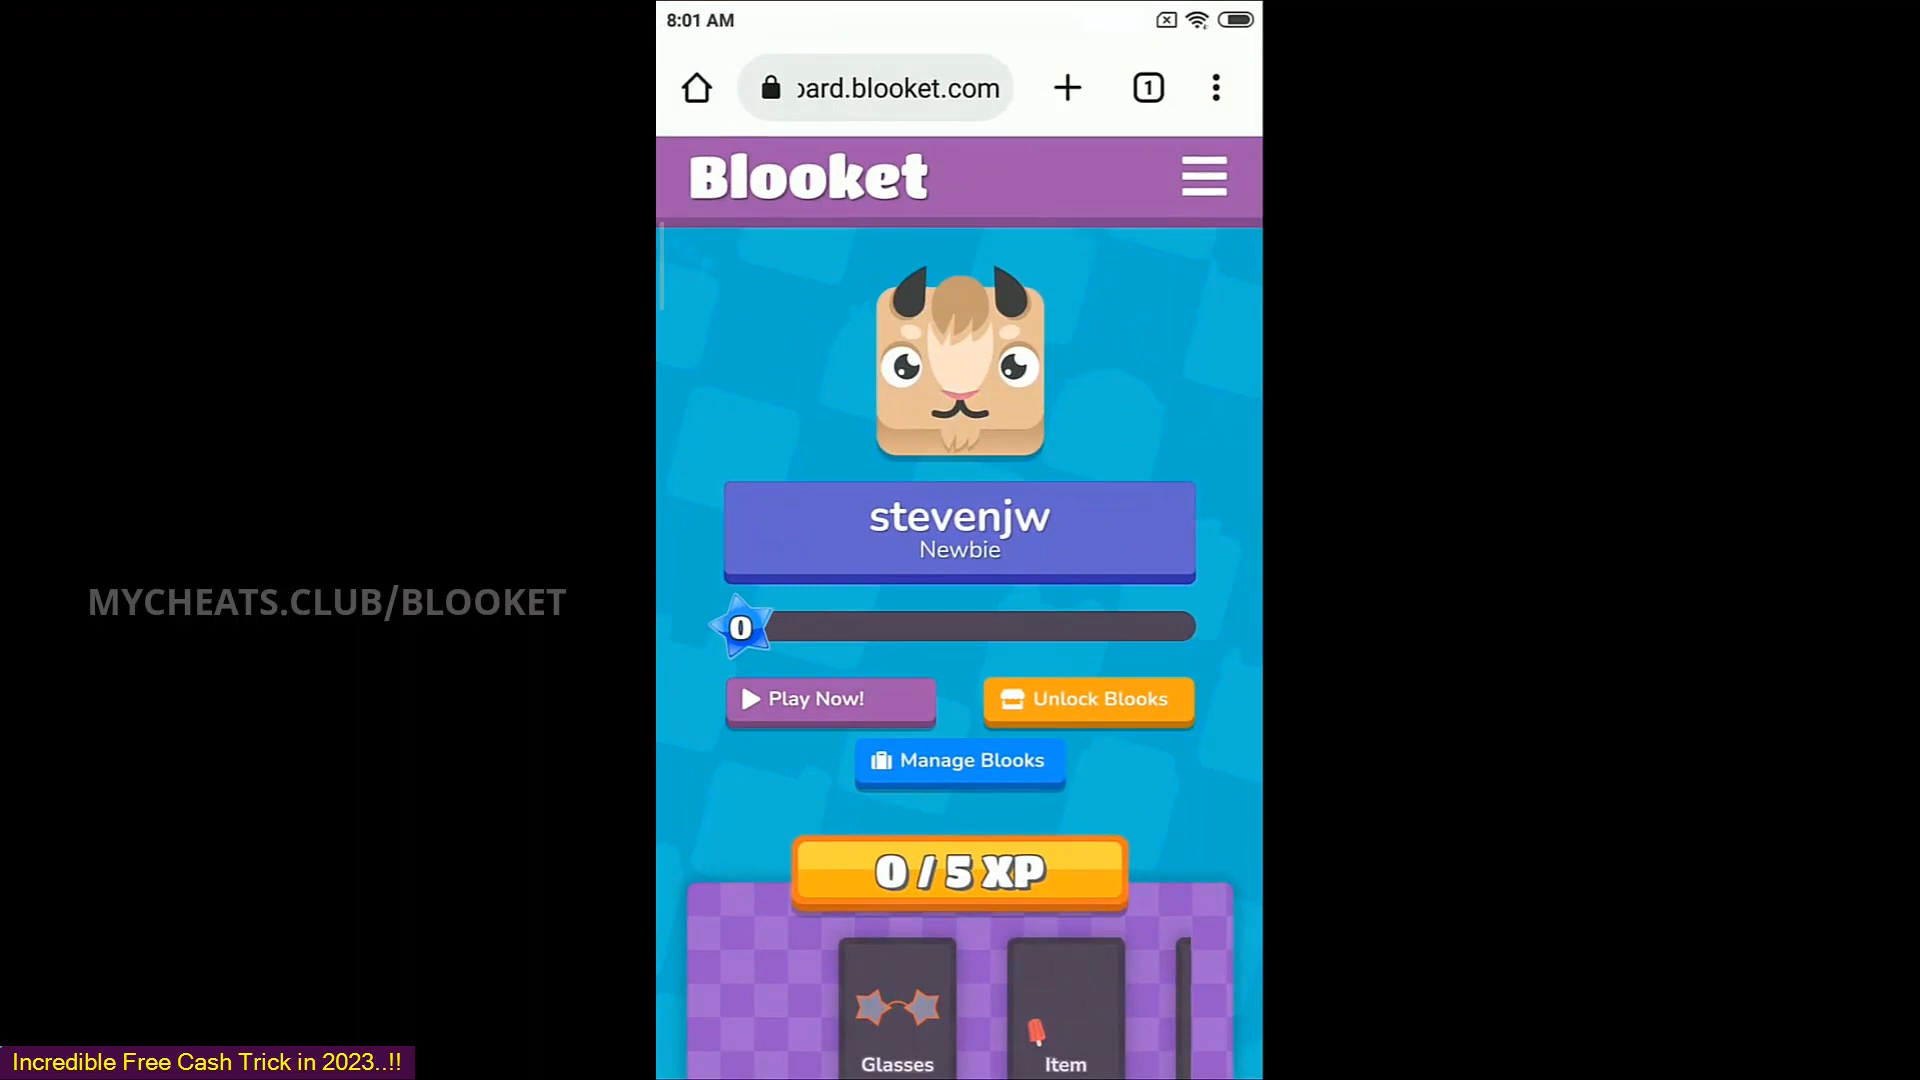 8:01 AM
oard.blooket.com
1
Blooket
stevenjw
Newbie
0
Play Now!
Unlock Blooks
Manage Blooks
0 / 5 XP
Glasses
Item
MYCHEATS.CLUB/BLOOKET
Incredible Free Cash Trick in 2023..!!